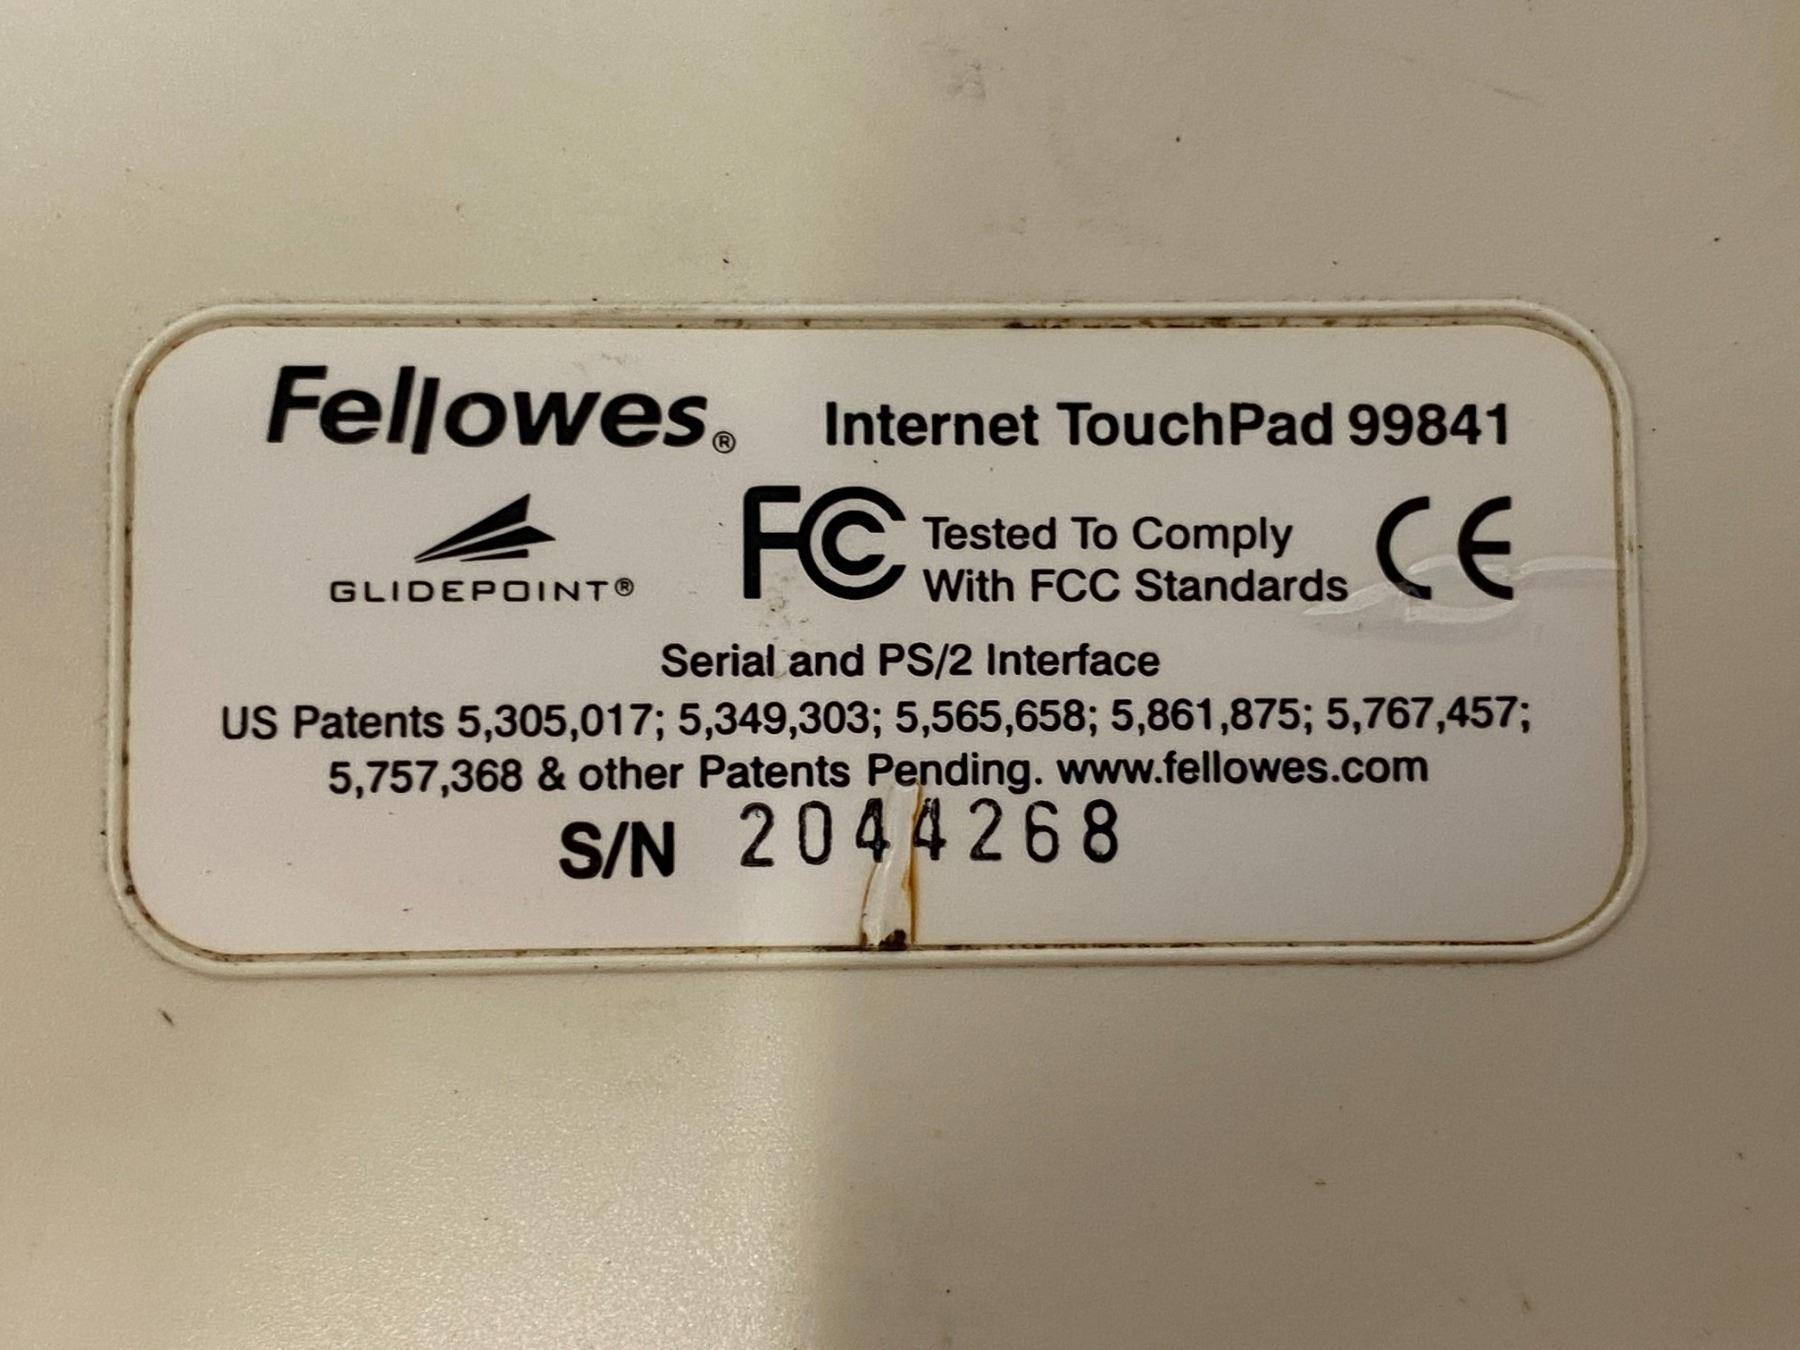 Fellowes® Internet TouchPad 99841
GLIDEPOINT®
FC Tested To Comply
With FCC Standards
CE
Serial and PS/2 Interface
US Patents 5,305,017; 5,349,303; 5,565,658; 5,861,875; 5,767,457;
5,757,368 & other Patents Pending. www.fellowes.com
S/N 2044268